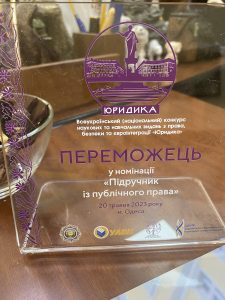 ЮРИДИКА
Всеукраїнський (національний) конкурс
наукових та навчальних видань з права,
безпеки та євроінтеграції «Юридика»
ПЕРЕМОЖЕЦЬ
у номінації
«Підручник
із публічного права»
20 травня 2023 року
м. Одеса